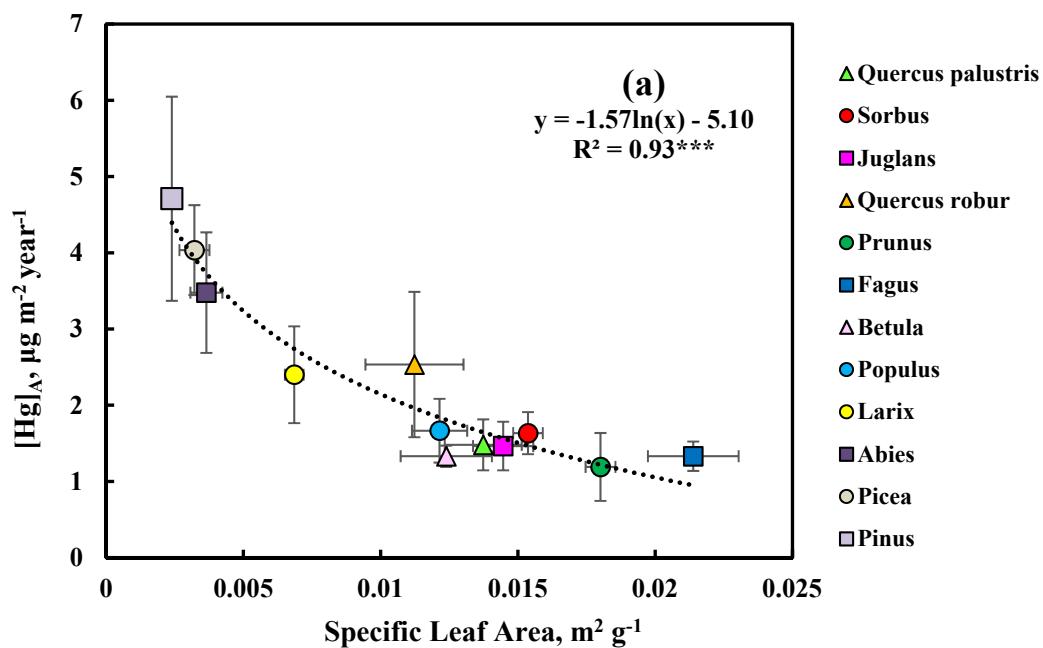 7
6
5
4
3
2
1
0
[Hg]A, µg m-2 year-1
(a)
y = -1.57ln(x) - 5.10
R² = 0.93***
0 0.005 0.01 0.015 0.02 0.025
Specific Leaf Area, m² g-1
Quercus palustris
Sorbus
Juglans
Quercus robur
Prunus
Fagus
Betula
Populus
Larix
Abies
Picea
Pinus